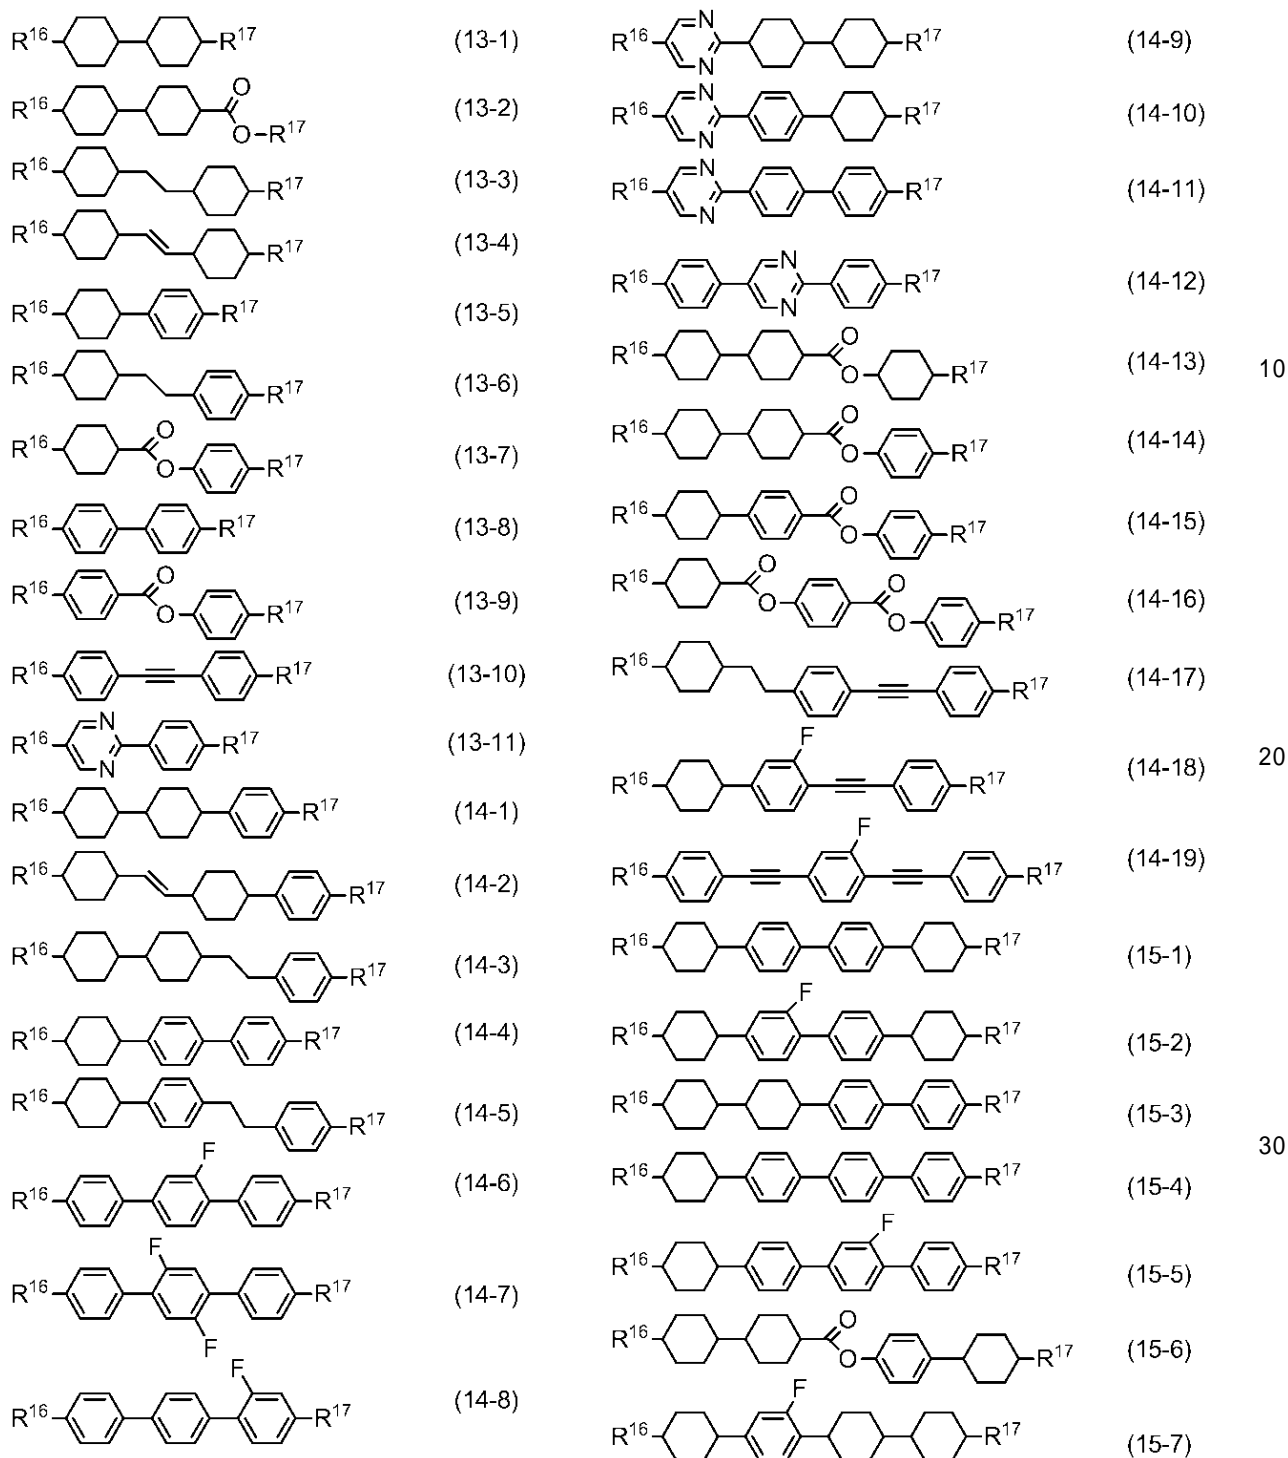 R16 R17 (13-1)
O
R16 O-R17 (13-2)
R16 R17 (13-3)
R16 R17 (13-4)
R16 R17 (13-5)
R16 R17 (13-6)
O
R16 O R17 (13-7)
R16 R17 (13-8)
O
R16 O R17 (13-9)
R16 R17 (13-10)
N
R16 R17 (13-11)
N
R16 R17 (14-1)
R16 R17 (14-2)
R16 R17 (14-3)
R16 R17 (14-4)
R16 R17 (14-5)
F
R16 R17 (14-6)
F
R16 R17 (14-7)
F
F
R16 R17 (14-8)
N
R16 R17 (14-9)
N
N
R16 R17 (14-10)
N
R16 N R17 (14-11)
N
N
R16 R17 (14-12)
N
O
R16 O R17 (14-13)
10
O
R16 O R17 (14-14)
O
R16 O R17 (14-15)
O O
R16 O O R17 (14-16)
R16 R17 (14-17)
F
R16 R17 (14-18)
20
F
R16 R17 (14-19)
R16 R17 (15-1)
F
R16 R17 (15-2)
R16 R17 (15-3)
30
R16 R17 (15-4)
F
R16 R17 (15-5)
O
R16 O R17 (15-6)
F
R16 R17 (15-7)